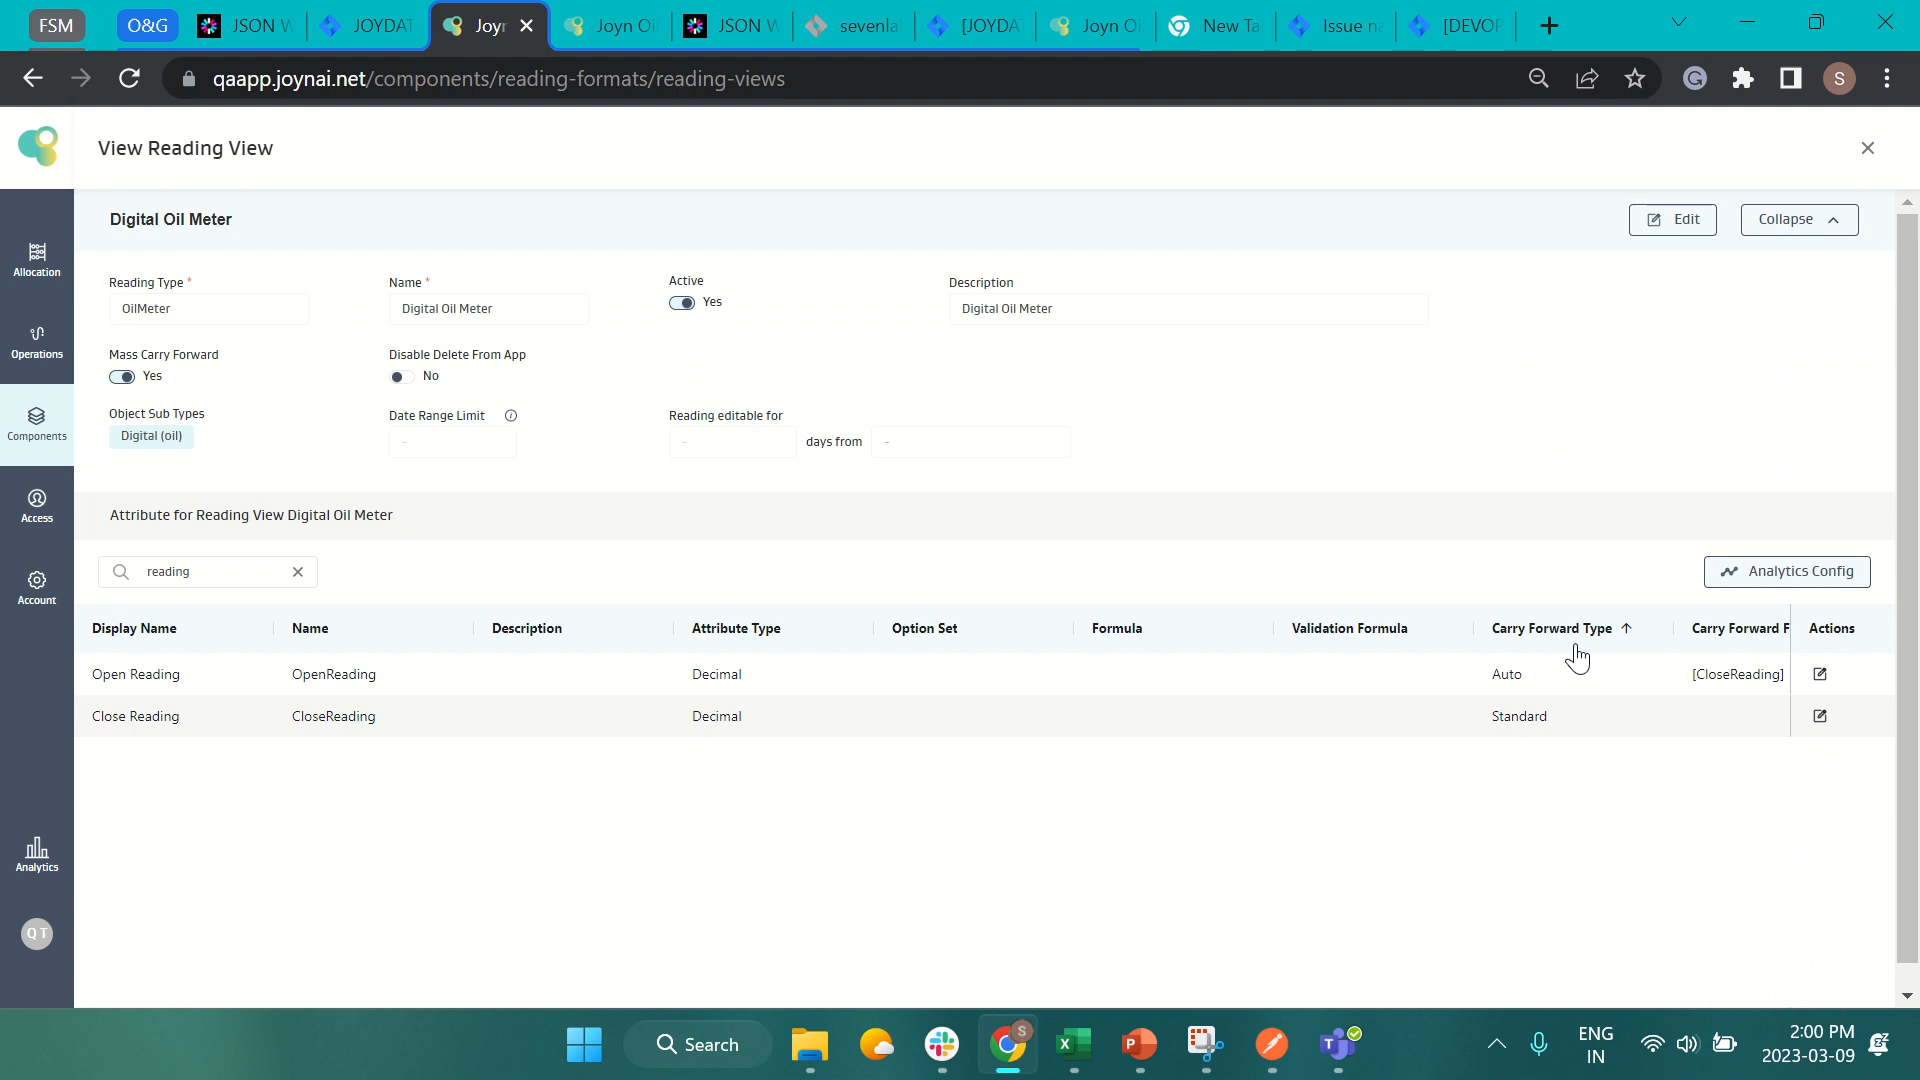 FSM
O&G
JSON W
JOYDAT
Joyn
Joyn Oil
JSON W
sevenla
[JOYDA
Joyn Oi
New Ta
Issue na
[DEVOP
qaapp.joynai.net/components/reading-formats/reading-views
S
View Reading View
Digital Oil Meter
Edit
Collapse
Allocation
Operations
Components
Access
Account
Analytics
QT
Reading Type *
Name *
Active
Description
OilMeter
Digital Oil Meter
Yes
Digital Oil Meter
Mass Carry Forward
Disable Delete From App
Yes
No
Object Sub Types
Date Range Limit
Reading editable for
Digital (oil)
-
-
days from
-
Attribute for Reading View Digital Oil Meter
reading
Analytics Config
Display Name
Name
Description
Attribute Type
Option Set
Formula
Validation Formula
Carry Forward Type
Carry Forward F
Actions
Open Reading
OpenReading
Decimal
Auto
[CloseReading]
Close Reading
CloseReading
Decimal
Standard
Search
S
ENG
IN
2:00 PM
2023-03-09